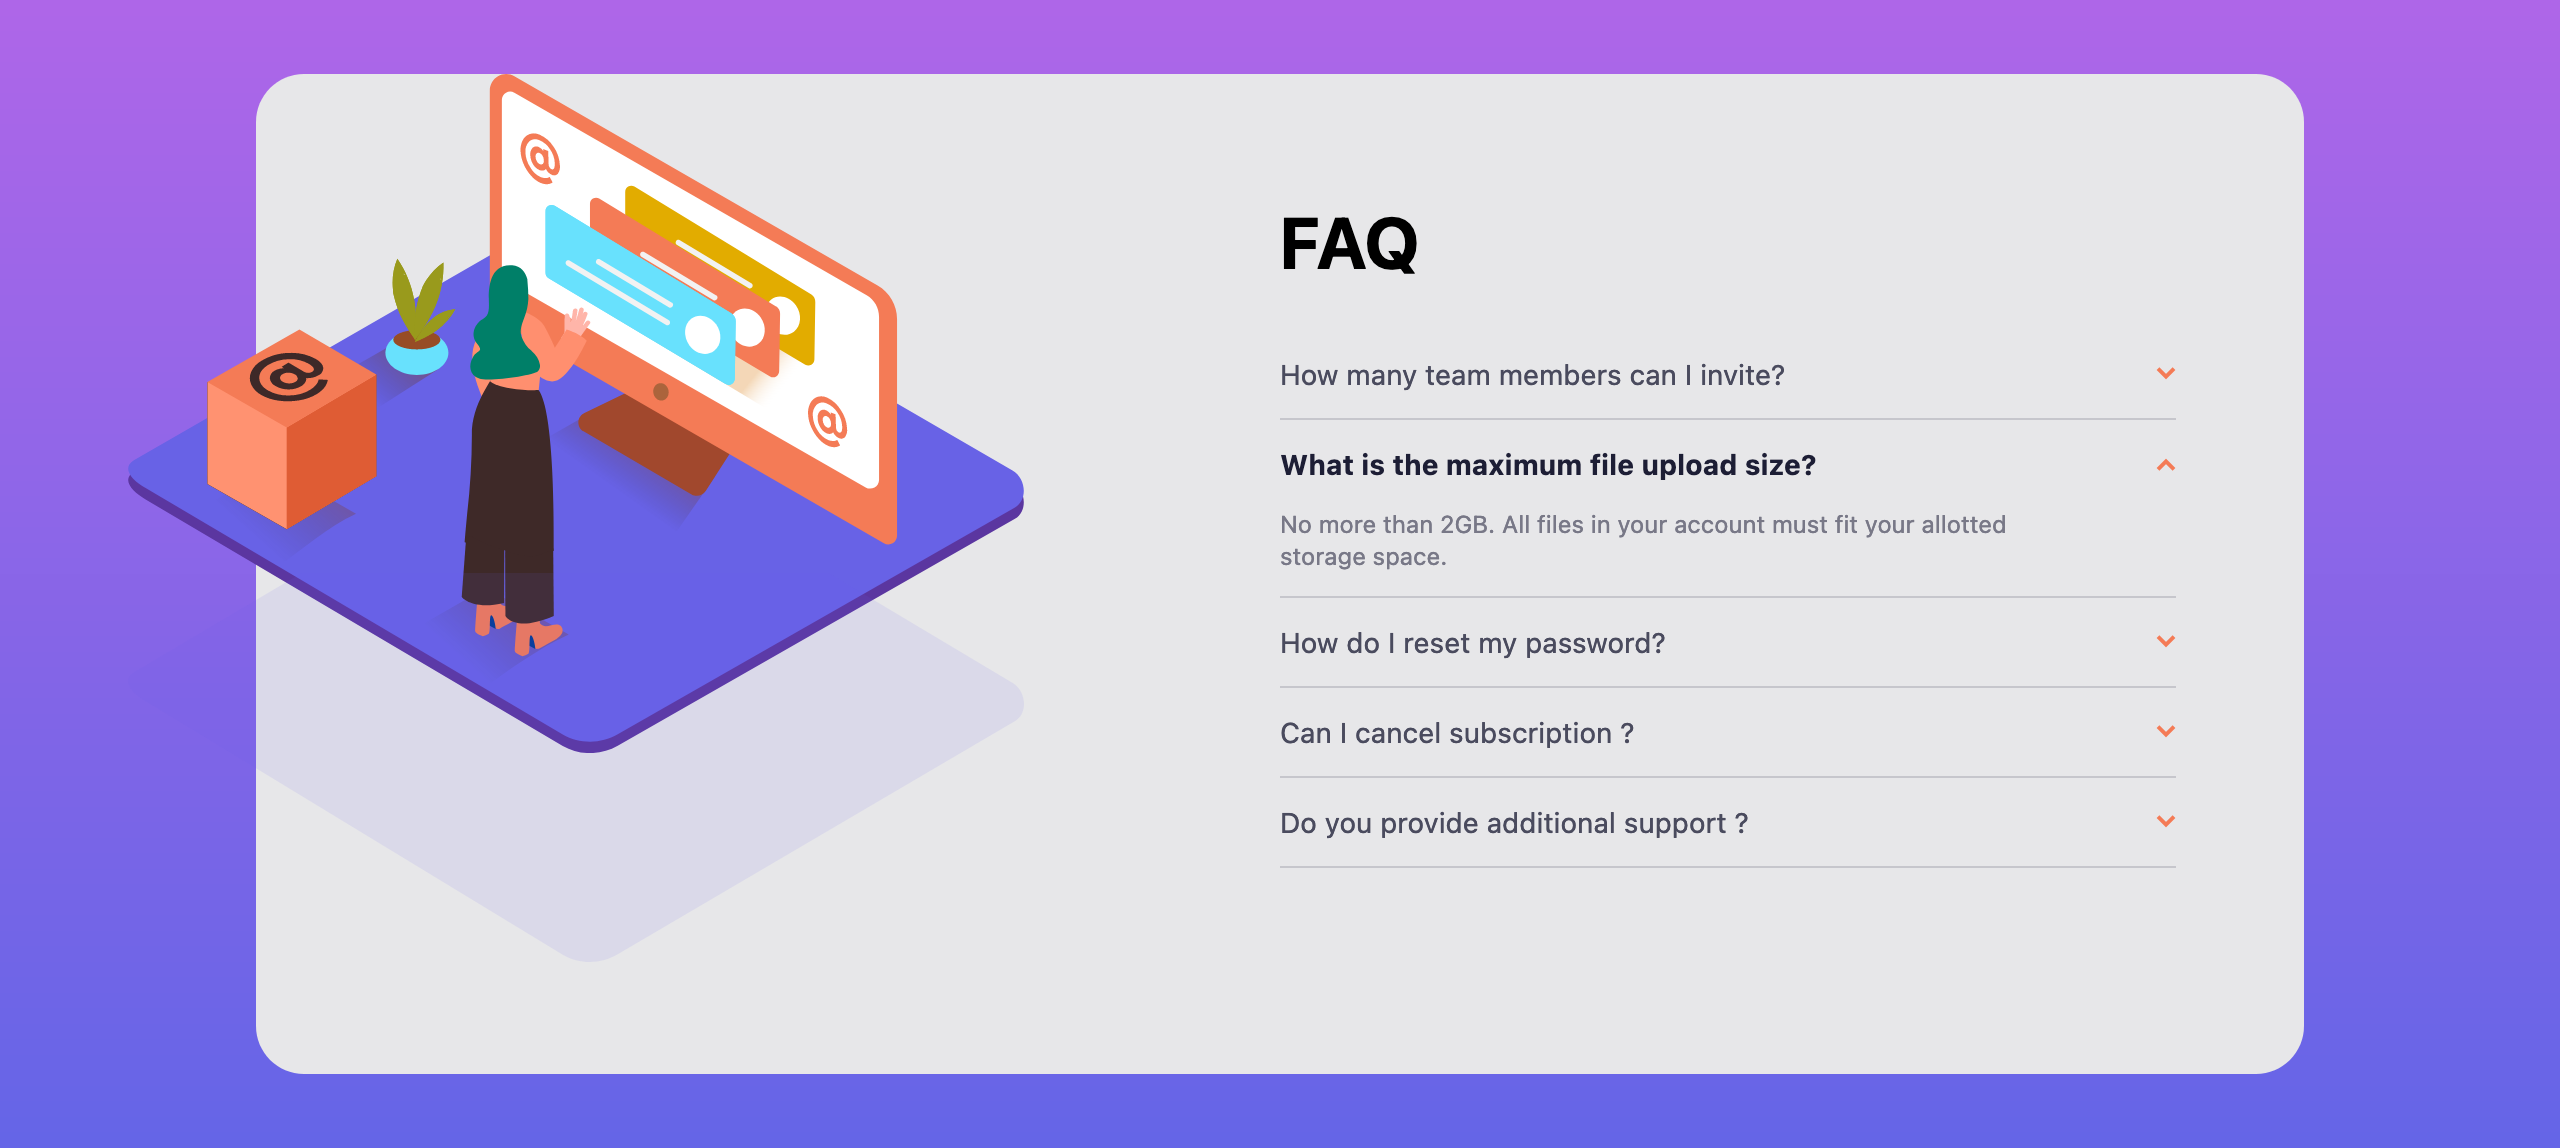 @
@
@
FAQ
How many team members can I invite?
What is the maximum file upload size?
No more than 2GB. All files in your account must fit your allotted
storage space.
How do I reset my password?
Can I cancel subscription ?
Do you provide additional support ?